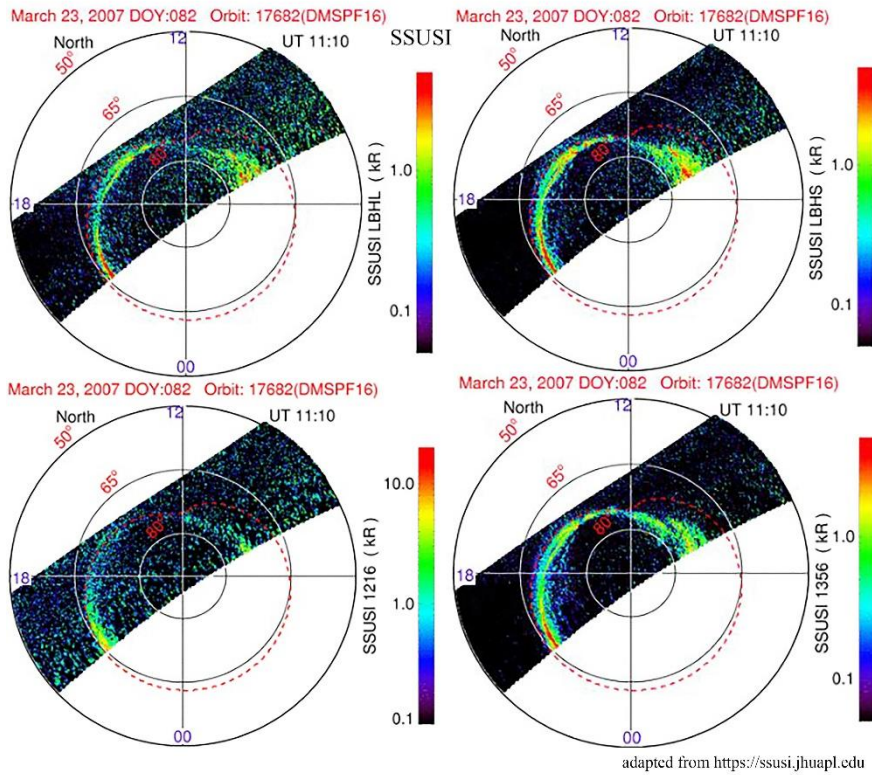 March 23, 2007 DOY:082 Orbit: 17682(DMSPF16)
North
12
UT 11:10
50°
65°
80°
18
00
1.0
0.1
SSUSI LBHL ( kR )
SSUSI
March 23, 2007 DOY:082 Orbit: 17682(DMSPF16)
North
12
UT 11:10
50°
65°
80°
18
00
1.0
0.1
SSUSI LBHS ( kR )
March 23, 2007 DOY:082 Orbit: 17682(DMSPF16)
North
12
UT 11:10
50°
65°
80°
18
00
10.0
1.0
0.1
SSUSI 1216 ( kR )
March 23, 2007 DOY:082 Orbit: 17682(DMSPF16)
North
12
UT 11:10
50°
65°
80°
18
00
1.0
0.1
SSUSI 1356 ( kR )
adapted from https://ssusi.jhuapl.edu